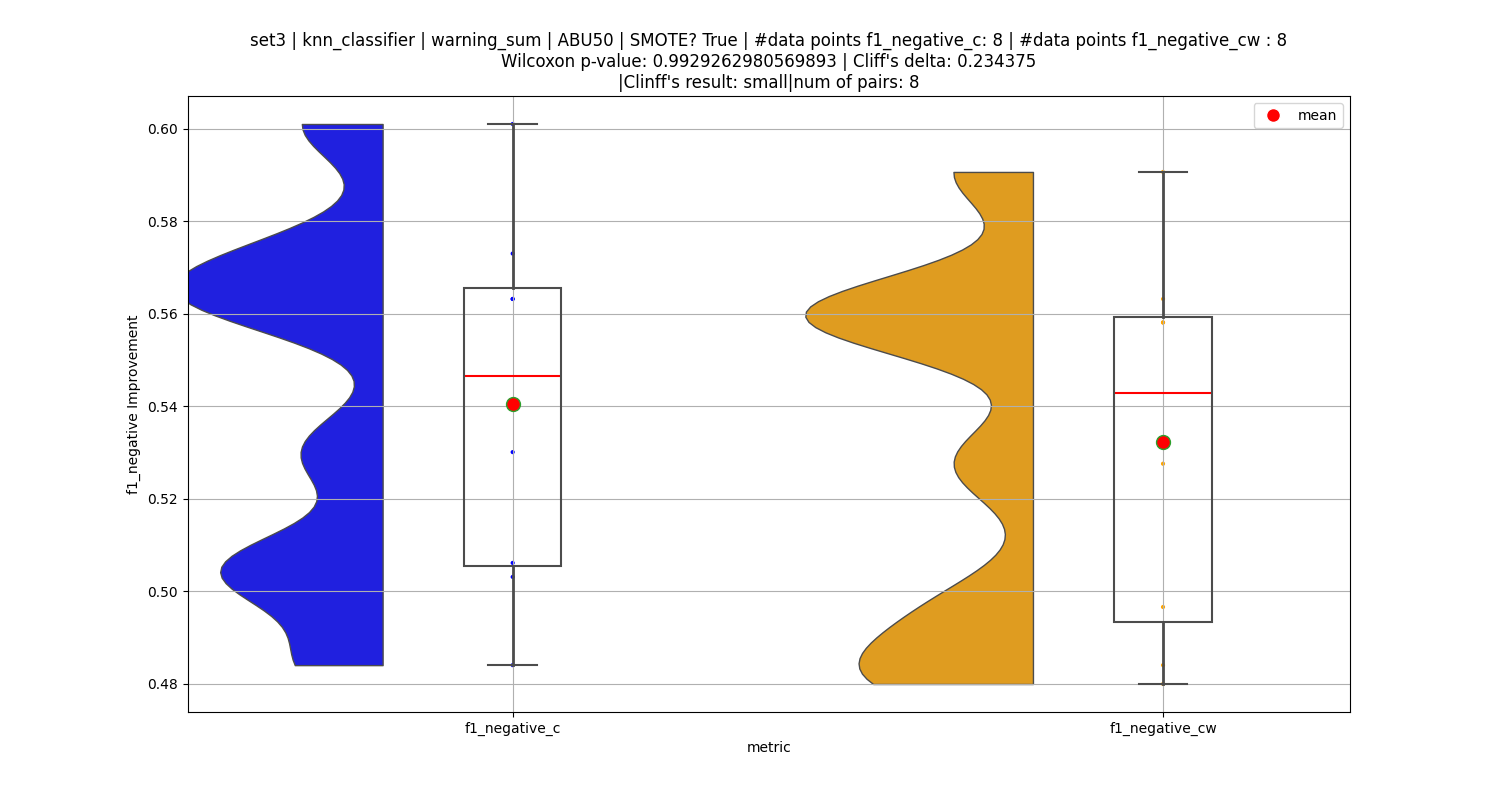 set3 | knn_classifier | warning_sum | ABU50 | SMOTE? True | #data points f1_negative_c: 8 | #data points f1_negative_cw : 8
Wilcoxon p-value: 0.9929262980569893 | Cliff's delta: 0.234375
|Clinff's result: small|num of pairs: 8
mean
0.60
0.58
0.56
0.54
0.52
0.50
0.48
f1_negative Improvement
f1_negative_c
f1_negative_cw
metric